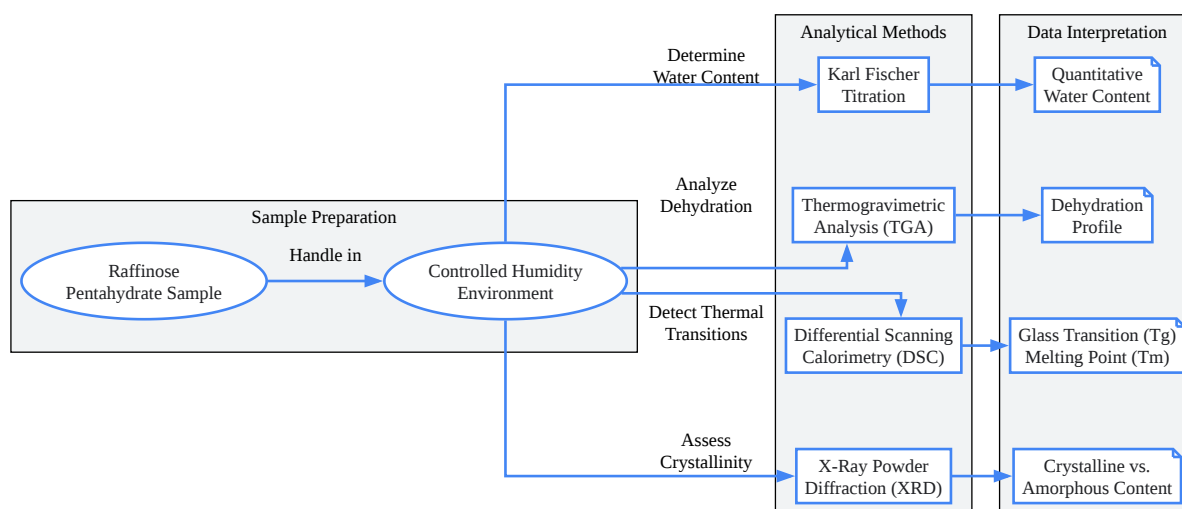 Sample Preparation
Raffinose
Pentahydrate Sample
Handle in
Controlled Humidity
Environment
Determine
Water Content
Analyze
Dehydration
Detect Thermal
Transitions
Assess
Crystallinity
Analytical Methods
Karl Fischer
Titration
Thermogravimetric
Analysis (TGA)
Differential Scanning
Calorimetry (DSC)
X-Ray Powder
Diffraction (XRD)
Data Interpretation
Quantitative
Water Content
Dehydration
Profile
Glass Transition (Tg)
Melting Point (Tm)
Crystalline vs.
Amorphous Content